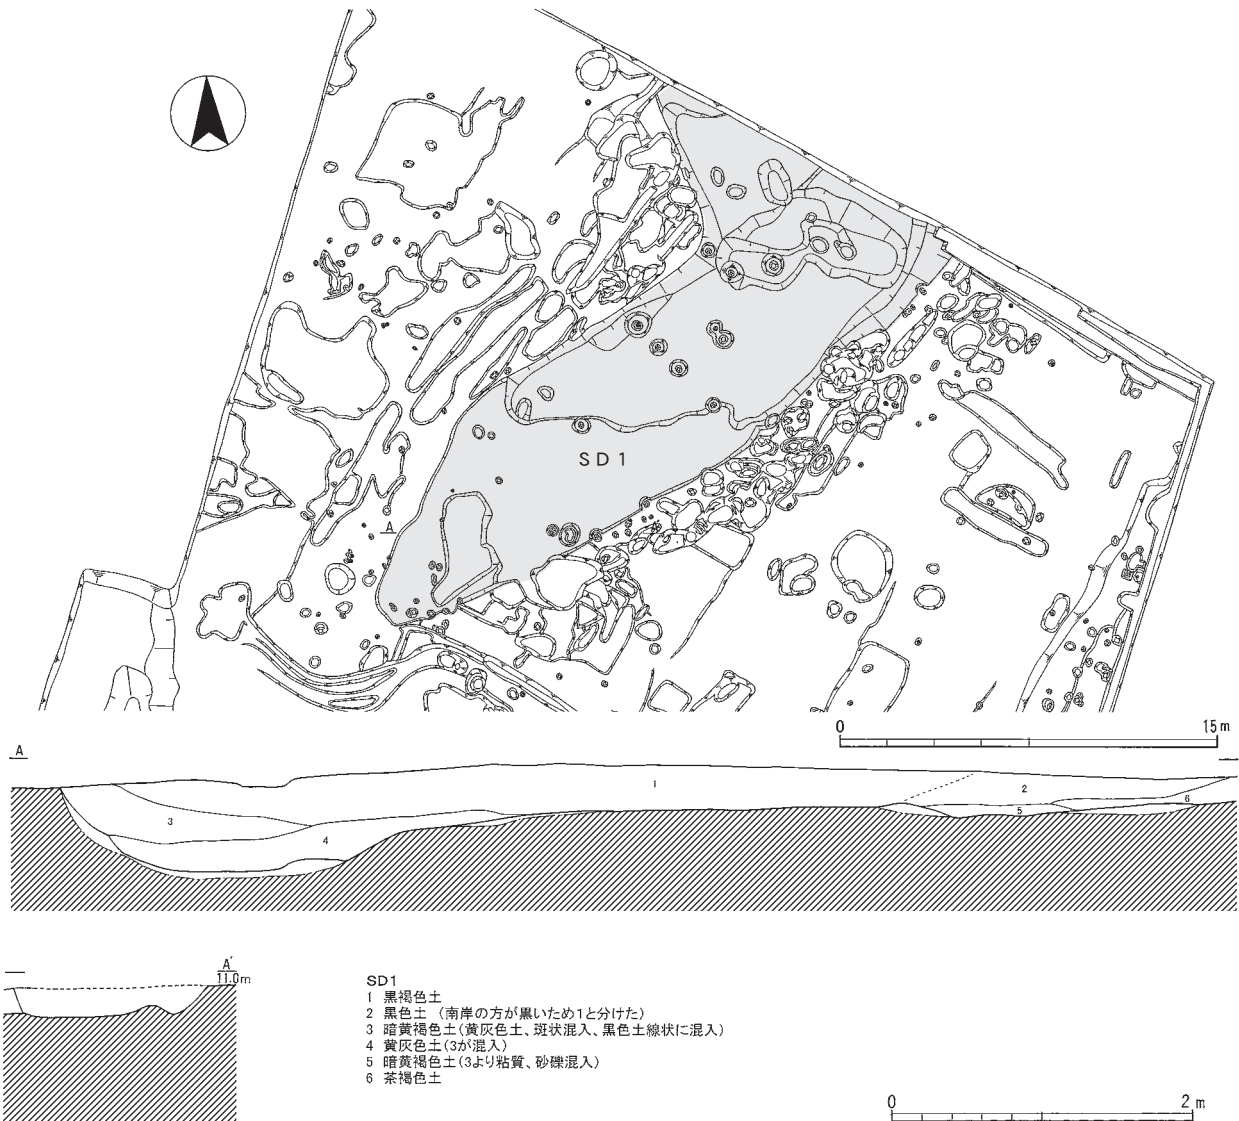 SD1
A
0 15m
A
1
2
3
4
5
6
A'
11.0m
SD1
1 黒褐色土
2 黒色土 (南岸の方が黒いため1と分けた)
3 暗黄褐色土(黄灰色土、斑状混入、黒色土線状に混入)
4 黄灰色土(3が混入)
5 暗黄褐色土(3より粘質、砂礫混入)
6 茶褐色土
0 2m